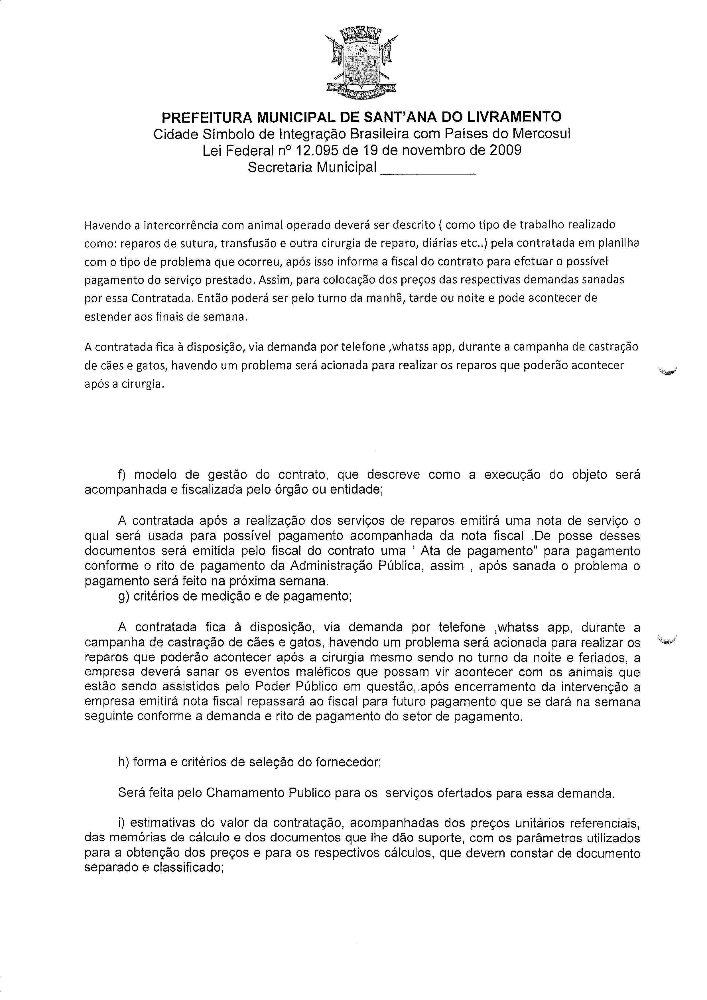 PREFEITURA MUNICIPAL DE SANT'ANA DO LIVRAMENTO
Cidade Símbolo de Integração Brasileira com Países do Mercosul
Lei Federal nº 12.095 de 19 de novembro de 2009
Secretaria Municipal ____________
Havendo a intercorrência com animal operado deverá ser descrito ( como tipo de trabalho realizado
como: reparos de sutura, transfusão e outra cirurgia de reparo, diárias etc..) pela contratada em planilha
com o tipo de problema que ocorreu, após isso informa a fiscal do contrato para efetuar o possível
pagamento do serviço prestado. Assim, para colocação dos preços das respectivas demandas sanadas
por essa Contratada. Então poderá ser pelo turno da manhã, tarde ou noite e pode acontecer de
estender aos finais de semana.
A contratada fica à disposição, via demanda por telefone ,whatss app, durante a campanha de castração
de cães e gatos, havendo um problema será acionada para realizar os reparos que poderão acontecer
após a cirurgia.
f) modelo de gestão do contrato, que descreve como a execução do objeto será
acompanhada e fiscalizada pelo órgão ou entidade;
A contratada após a realização dos serviços de reparos emitirá uma nota de serviço o
qual será usada para possível pagamento acompanhada da nota fiscal .De posse desses
documentos será emitida pelo fiscal do contrato uma ‘ Ata de pagamento” para pagamento
conforme o rito de pagamento da Administração Pública, assim , após sanada o problema o
pagamento será feito na próxima semana.
g) critérios de medição e de pagamento;
A contratada fica à disposição, via demanda por telefone ,whatss app, durante a
campanha de castração de cães e gatos, havendo um problema será acionada para realizar os
reparos que poderão acontecer após a cirurgia mesmo sendo no turno da noite e feriados, a
empresa deverá sanar os eventos maléficos que possam vir acontecer com os animais que
estão sendo assistidos pelo Poder Público em questão,.após encerramento da intervenção a
empresa emitirá nota fiscal repassará ao fiscal para futuro pagamento que se dará na semana
seguinte conforme a demanda e rito de pagamento do setor de pagamento.
h) forma e critérios de seleção do fornecedor;
Será feita pelo Chamamento Publico para os  serviços ofertados para essa demanda.
i) estimativas do valor da contratação, acompanhadas dos preços unitários referenciais,
das memórias de cálculo e dos documentos que lhe dão suporte, com os parâmetros utilizados
para a obtenção dos preços e para os respectivos cálculos, que devem constar de documento
separado e classificado;